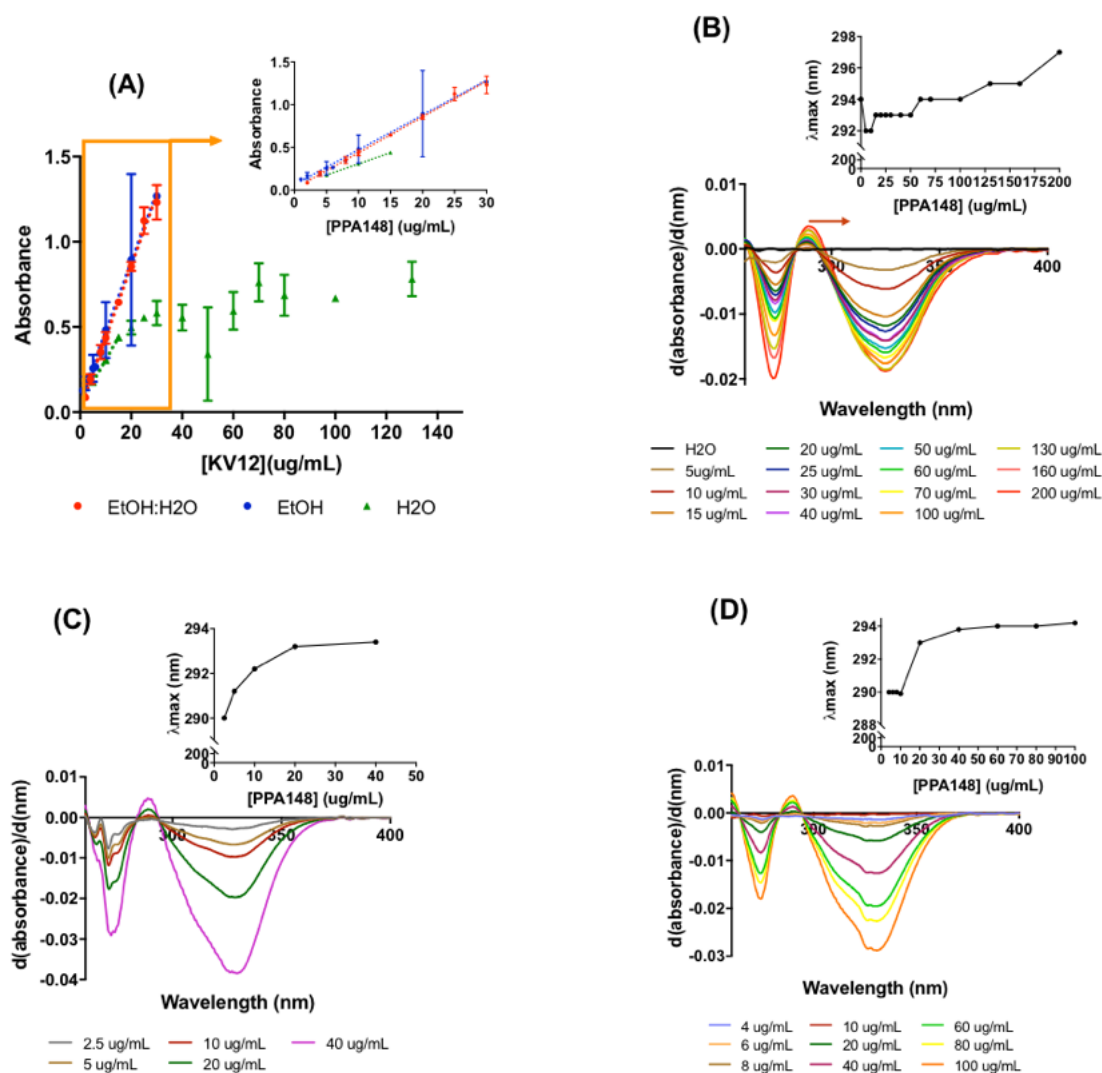 (A)
Absorbance
1.5
1.0
0.5
0.0
0 20 40 60 80 100 120 140
[KV12](ug/mL)
EtOH:H2O EtOH H2O
Absorbance
1.5
1.0
0.5
0.0
0 5 10 15 20 25 30
[PPA148] (ug/mL)
(B)
λmax (nm)
298
296
294
292
200
0
0 25 50 75 100 125 150 175 200
[PPA148] (ug/mL)
d(absorbance)/d(nm)
0.01
0.00
-0.01
-0.02
300 350 400
Wavelength (nm)
H2O 20 ug/mL 50 ug/mL 130 ug/mL
5ug/mL 25 ug/mL 60 ug/mL 160 ug/mL
10 ug/mL 30 ug/mL 70 ug/mL 200 ug/mL
15 ug/mL 40 ug/mL 100 ug/mL
(C)
λmax (nm)
294
292
290
200
0
0 10 20 30 40 50
[PPA148] (ug/mL)
d(absorbance)/d(nm)
0.01
0.00
-0.01
-0.02
-0.03
-0.04
300 350 400
Wavelength (nm)
2.5 ug/mL 10 ug/mL 40 ug/mL
5 ug/mL 20 ug/mL
(D)
λmax (nm)
294
292
290
288
200
0
0 10 20 30 40 50 60 70 80 90 100
[PPA148] (ug/mL)
d(absorbance)/d(nm)
0.01
0.00
-0.01
-0.02
-0.03
300 350 400
Wavelength (nm)
4 ug/mL 10 ug/mL 60 ug/mL
6 ug/mL 20 ug/mL 80 ug/mL
8 ug/mL 40 ug/mL 100 ug/mL